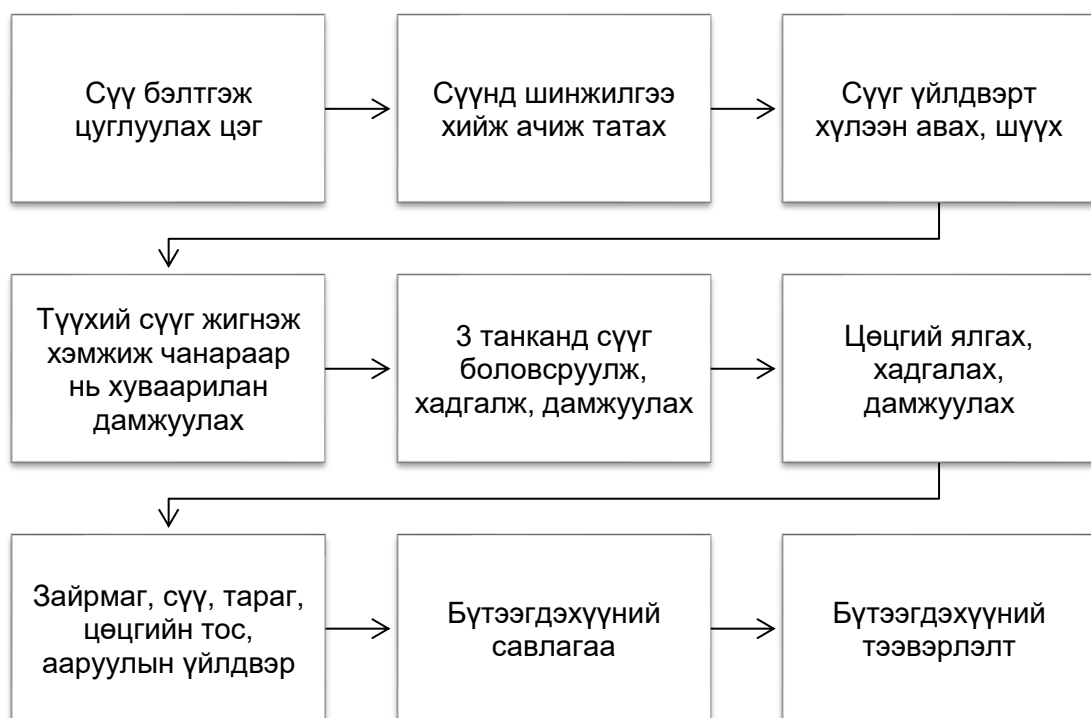 Сүү бэлтгэж
цуглуулах цэг
Сүүнд шинжилгээ
хийж ачиж татах
Сүүг үйлдвэрт
хүлээн авах, шүүх
Түүхий сүүг жигнэж
хэмжиж чанараар
нь хуваарилан
дамжуулах
3 танканд сүүг
боловсруулж,
хадгалж, дамжуулах
Цөцгий ялгах,
хадгалах,
дамжуулах
Зайрмаг, сүү, тараг,
цөцгийн тос,
ааруулын үйлдвэр
Бүтээгдэхүүний
савлагаа
Бүтээгдэхүүний
тээвэрлэлт